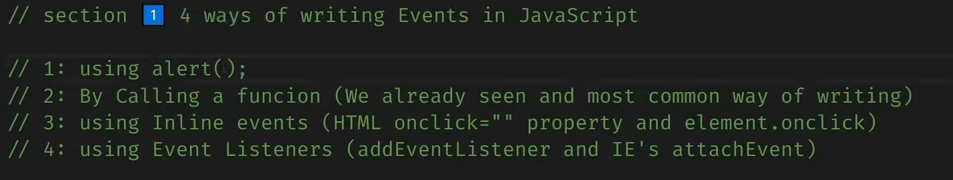 // section 1️⃣ 4 ways of writing Events in JavaScript
// 1: using alert();
// 2: By Calling a funcion (We already seen and most common way of writing)
// 3: using Inline events (HTML onclick="" property and element.onclick)
// 4: using Event Listeners (addEventListener and IE's attachEvent)